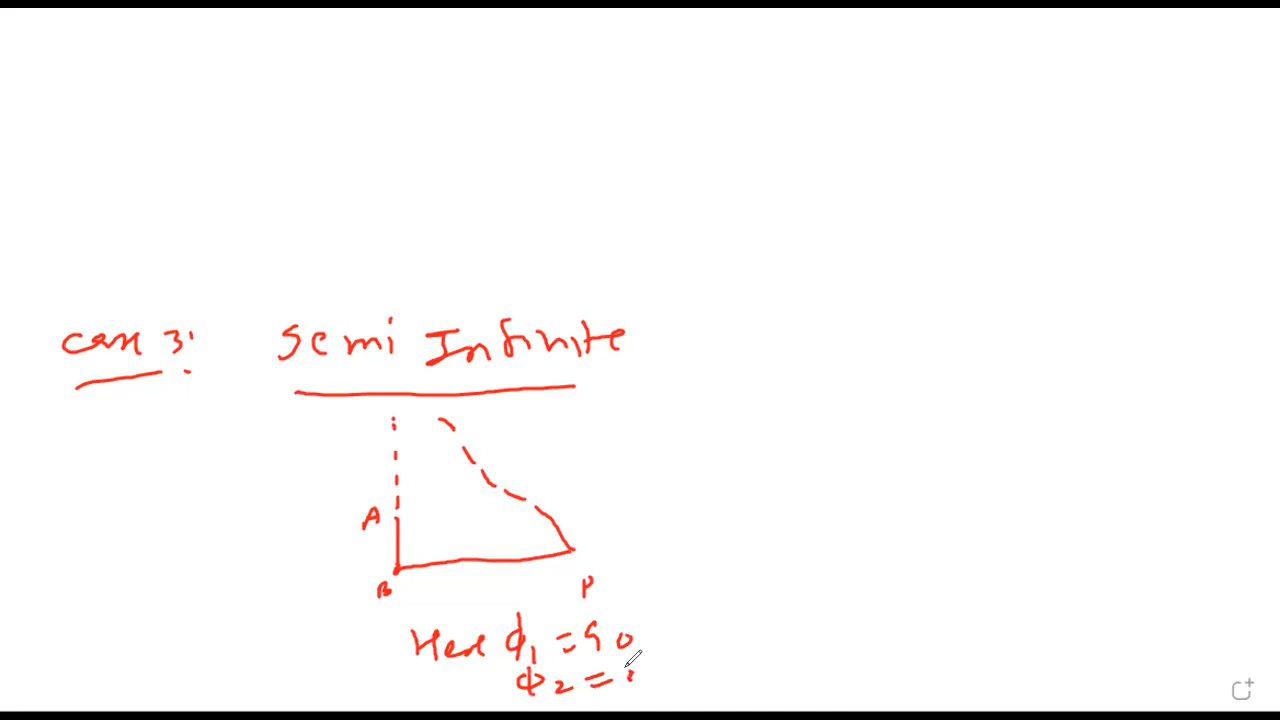 Case 3: Semi Infinite
A
B
P
Here ϕ1 = 90
ϕ2 =